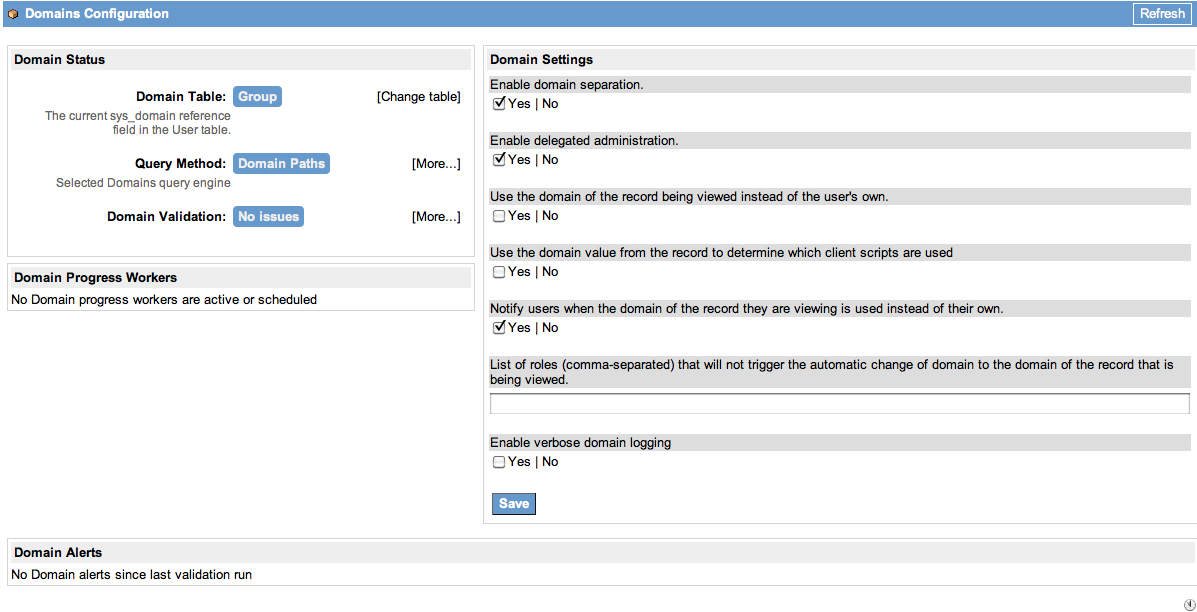 Domains Configuration
Refresh
Domain Status
Domain Table: Group [Change table]
The current sys_domain reference
field in the User table.
Query Method: Domain Paths [More...]
Selected Domains query engine
Domain Validation: No issues [More...]
Domain Progress Workers
No Domain progress workers are active or scheduled
Domain Settings
Enable domain separation.
Yes | No
Enable delegated administration.
Yes | No
Use the domain of the record being viewed instead of the user's own.
Yes | No
Use the domain value from the record to determine which client scripts are used
Yes | No
Notify users when the domain of the record they are viewing is used instead of their own.
Yes | No
List of roles (comma-separated) that will not trigger the automatic change of domain to the domain of the record that is
being viewed.
Enable verbose domain logging
Yes | No
Save
Domain Alerts
No Domain alerts since last validation run